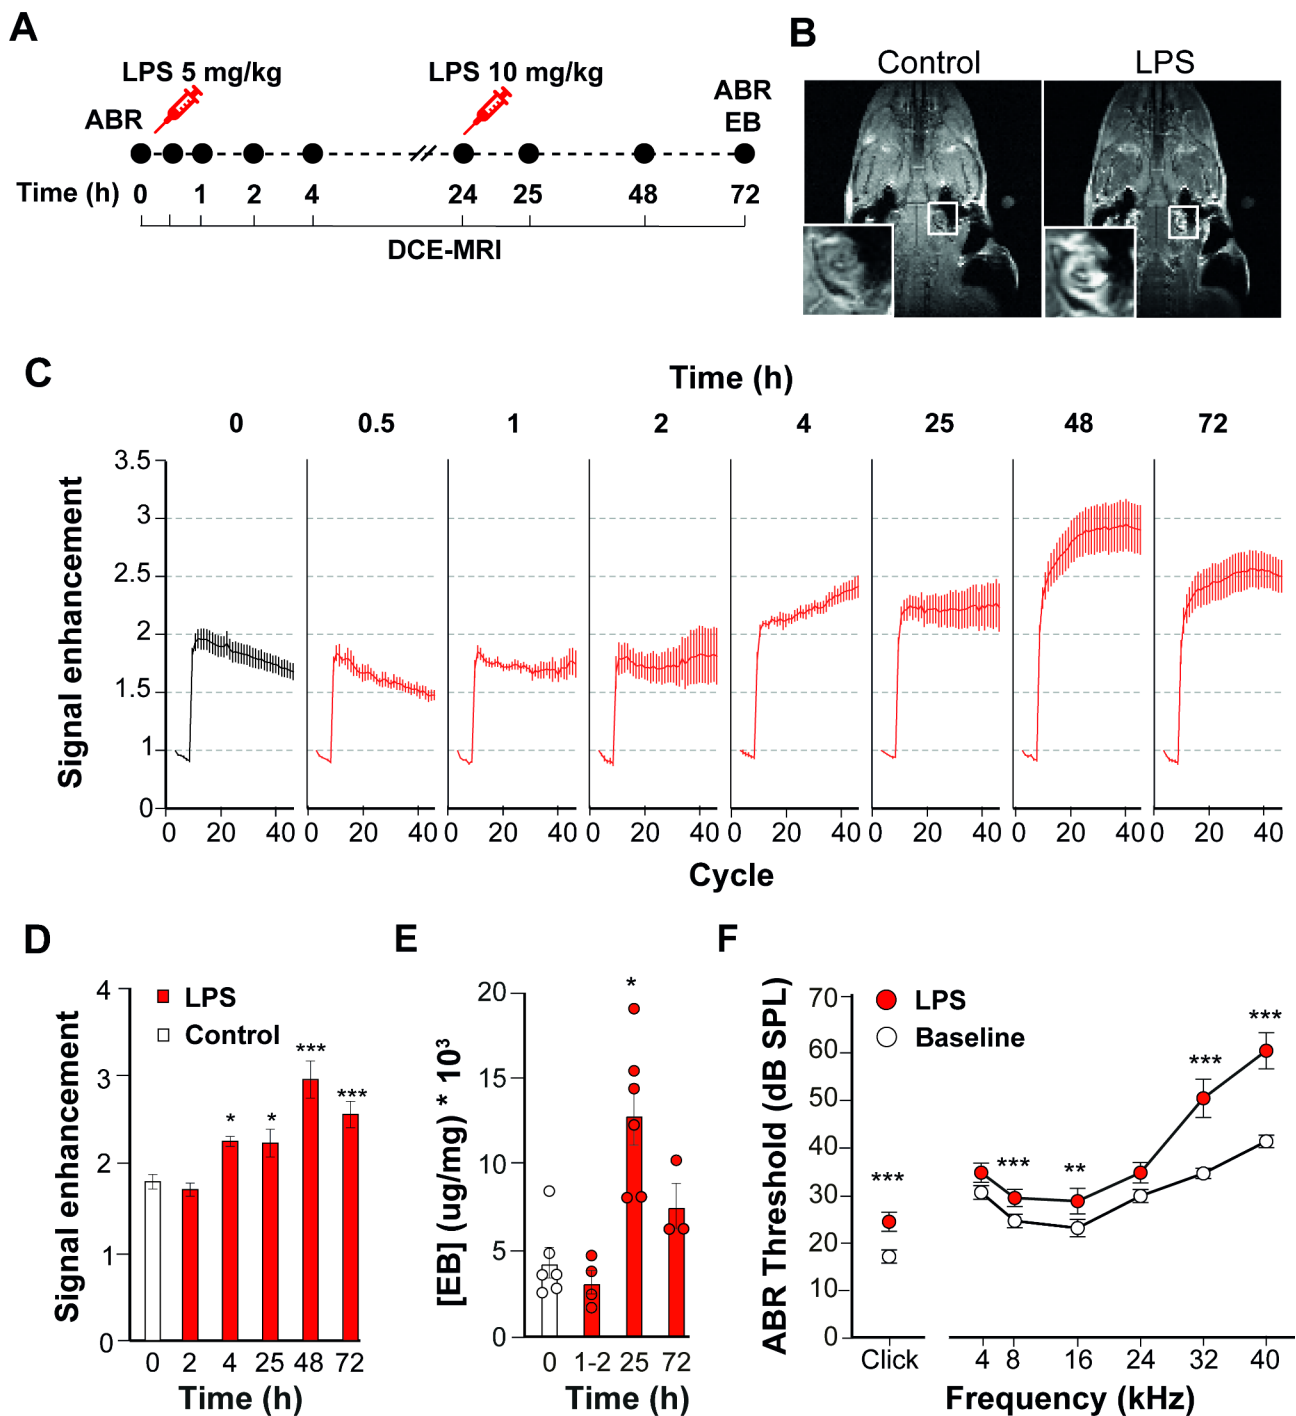 A
LPS 5 mg/kg
LPS 10 mg/kg
ABR
ABR
EB
Time (h)
0 1 2 4 24 25 48 72
DCE-MRI
B
Control LPS
C
Time (h)
0 0.5 1 2 4 25 48 72
Signal enhancement
3.5
3
2.5
2
1.5
1
0
0 20 40 0 20 40 0 20 40 0 20 40 0 20 40 0 20 40 0 20 40 0 20 40
Cycle
D
Signal enhancement
4
3
2
1
0
LPS
Control
* * *** ***
0 2 4 25 48 72
Time (h)
E
[EB] (ug/mg) * 10³
20
15
10
5
0
*
0 1-2 25 72
Time (h)
F
ABR Threshold (dB SPL)
70
60
50
40
30
20
10
0
LPS
Baseline
*** *** ** *** ***
Click 4 8 16 24 32 40
Frequency (kHz)